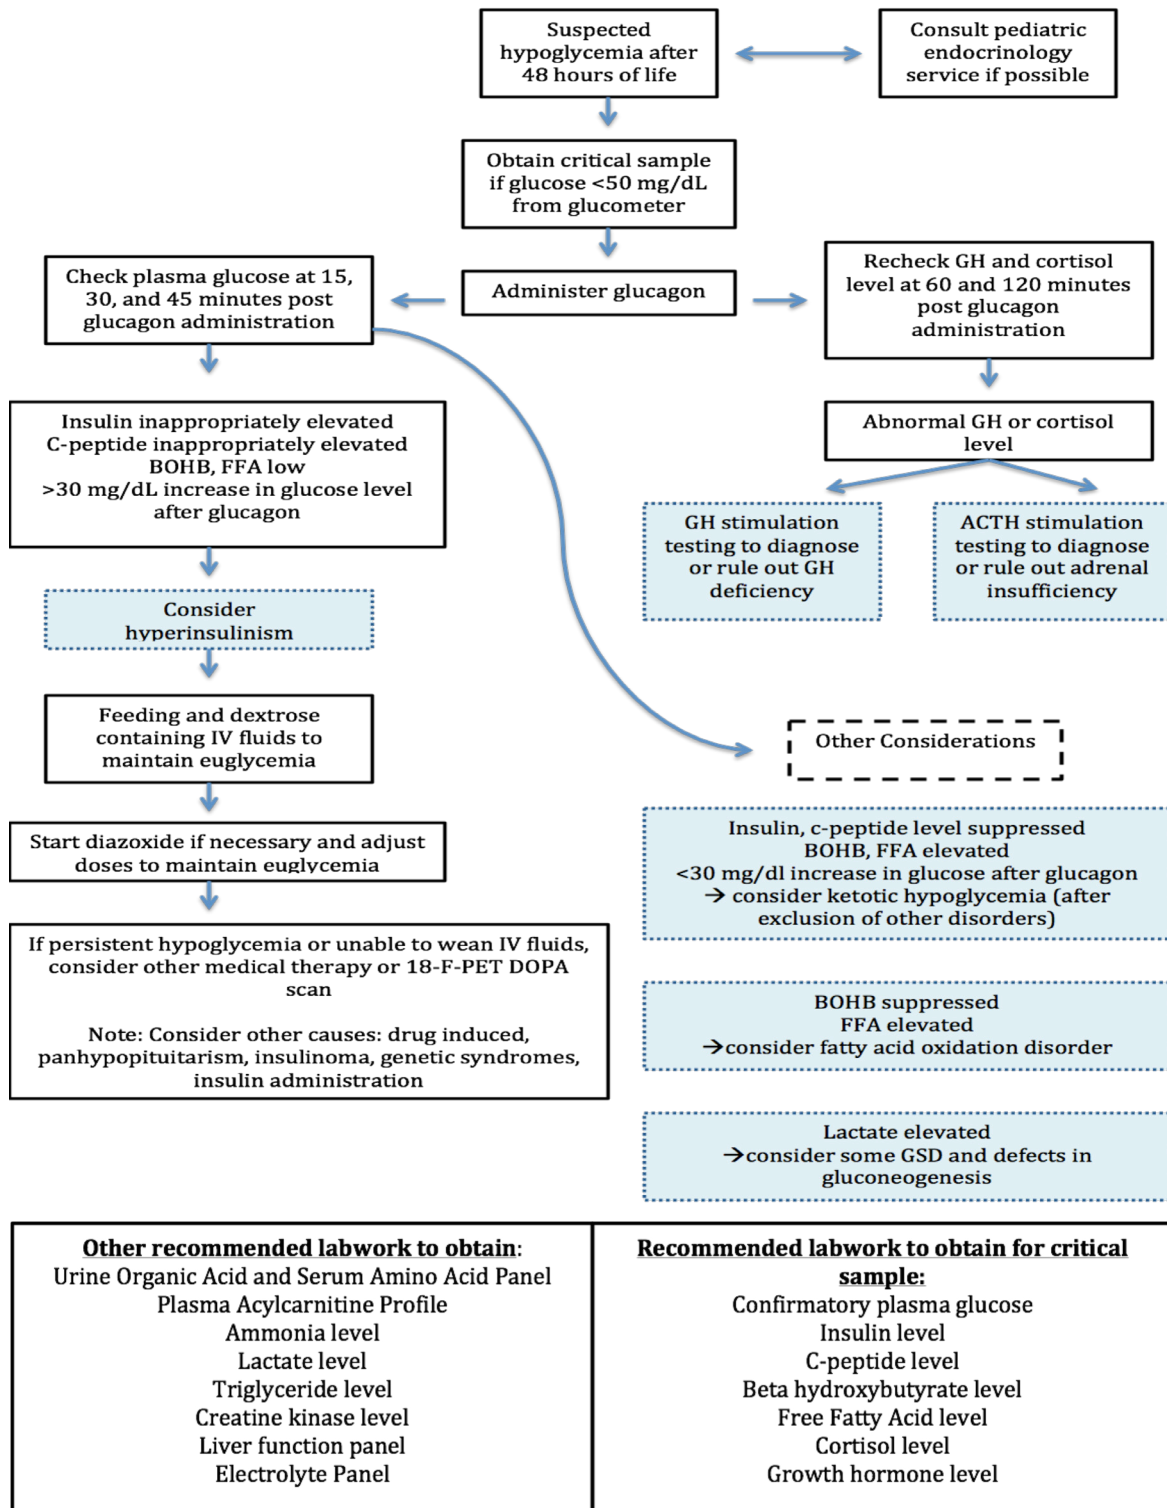 Suspected
hypoglycemia after
48 hours of life
Consult pediatric
endocrinology
service if possible
Obtain critical sample
if glucose <50 mg/dL
from glucometer
Administer glucagon
Check plasma glucose at 15,
30, and 45 minutes post
glucagon administration
Recheck GH and cortisol
level at 60 and 120 minutes
post glucagon
administration
Insulin inappropriately elevated
C-peptide inappropriately elevated
BOHB, FFA low
>30 mg/dL increase in glucose level
after glucagon
Abnormal GH or cortisol
level
GH stimulation
testing to diagnose
or rule out GH
deficiency
ACTH stimulation
testing to diagnose
or rule out adrenal
insufficiency
Consider
hyperinsulinism
Feeding and dextrose
containing IV fluids to
maintain euglycemia
Start diazoxide if necessary and adjust
doses to maintain euglycemia
If persistent hypoglycemia or unable to wean IV fluids,
consider other medical therapy or 18-F-PET DOPA
scan
Note: Consider other causes: drug induced,
panhypopituitarism, insulinoma, genetic syndromes,
insulin administration
Other Considerations
Insulin, c-peptide level suppressed
BOHB, FFA elevated
<30 mg/dl increase in glucose after glucagon
→ consider ketotic hypoglycemia (after
exclusion of other disorders)
BOHB suppressed
FFA elevated
→consider fatty acid oxidation disorder
Lactate elevated
→consider some GSD and defects in
gluconeogenesis
Other recommended labwork to obtain:
Urine Organic Acid and Serum Amino Acid Panel
Plasma Acylcarnitine Profile
Ammonia level
Lactate level
Triglyceride level
Creatine kinase level
Liver function panel
Electrolyte Panel
Recommended labwork to obtain for critical
sample:
Confirmatory plasma glucose
Insulin level
C-peptide level
Beta hydroxybutyrate level
Free Fatty Acid level
Cortisol level
Growth hormone level